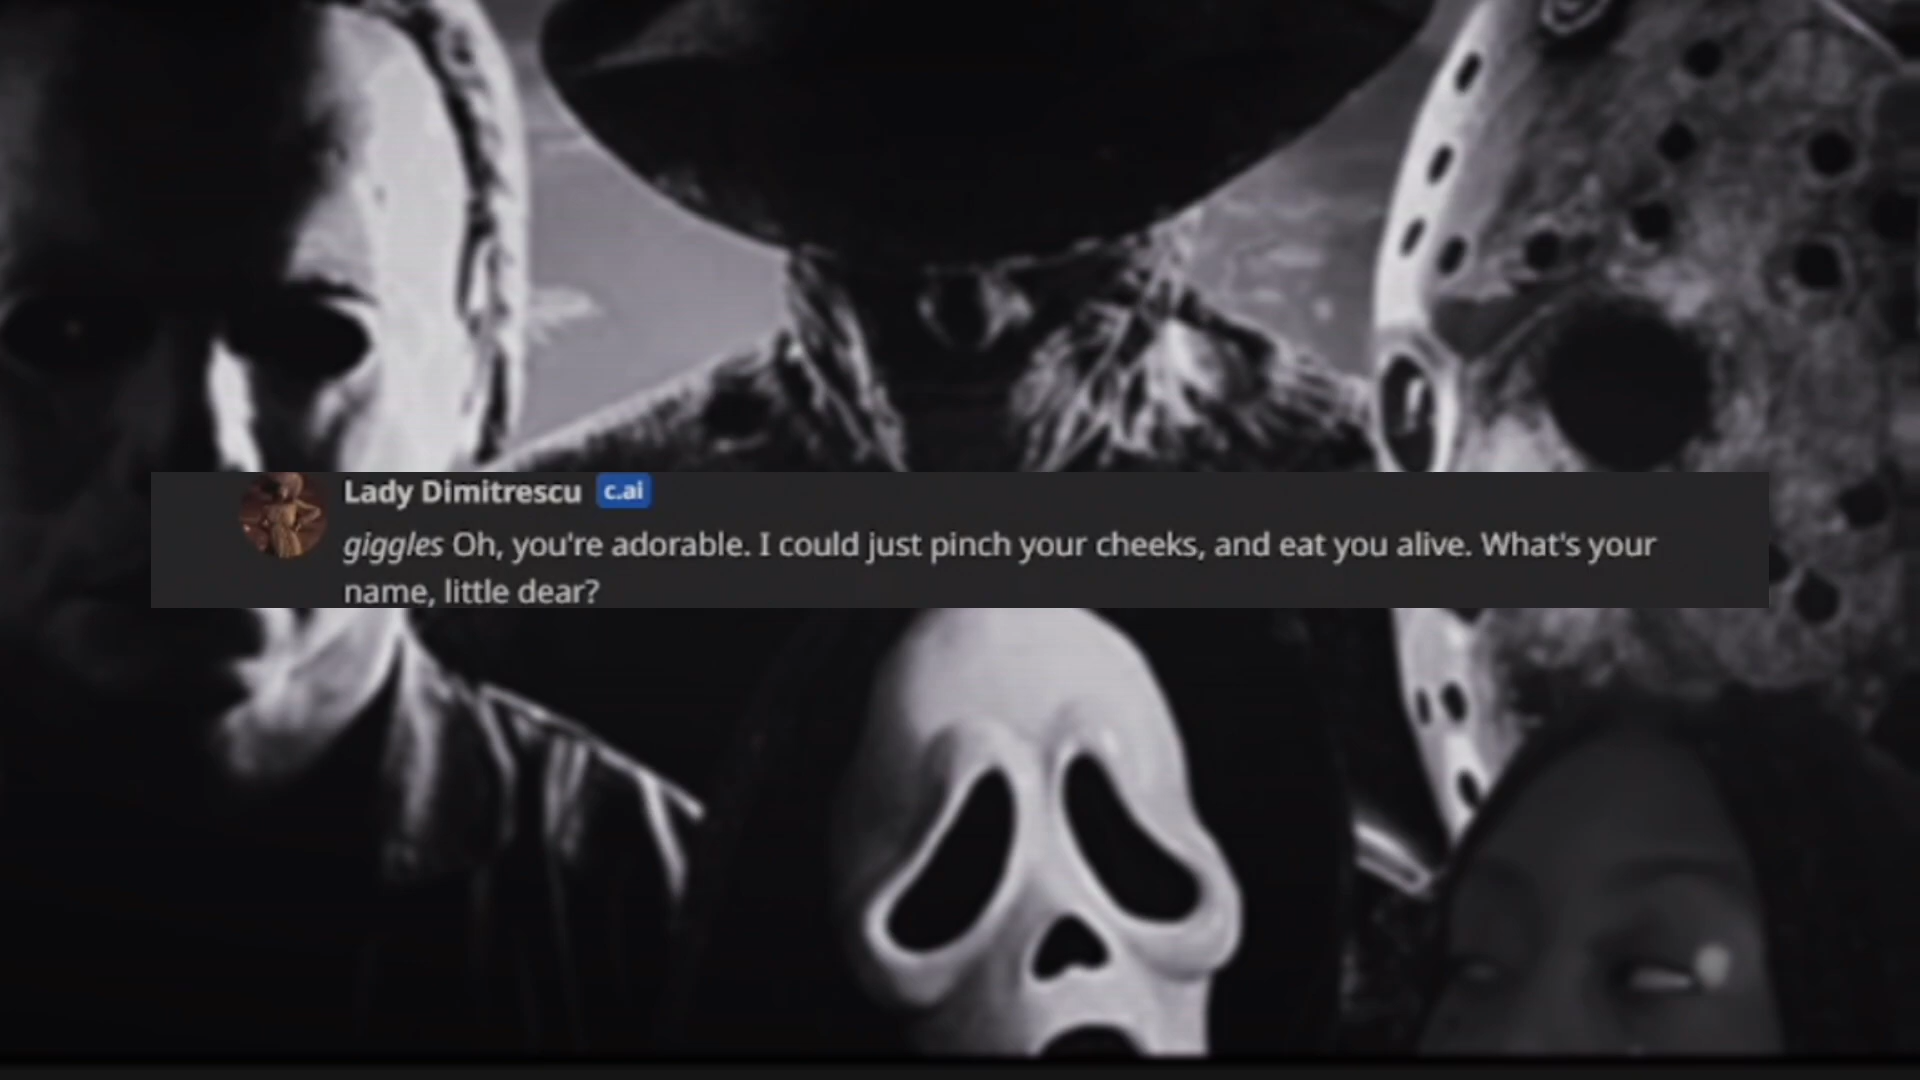 Lady Dimitrescu c.ai
giggles Oh, you're adorable. I could just pinch your cheeks, and eat you alive. What's your
name, little dear?